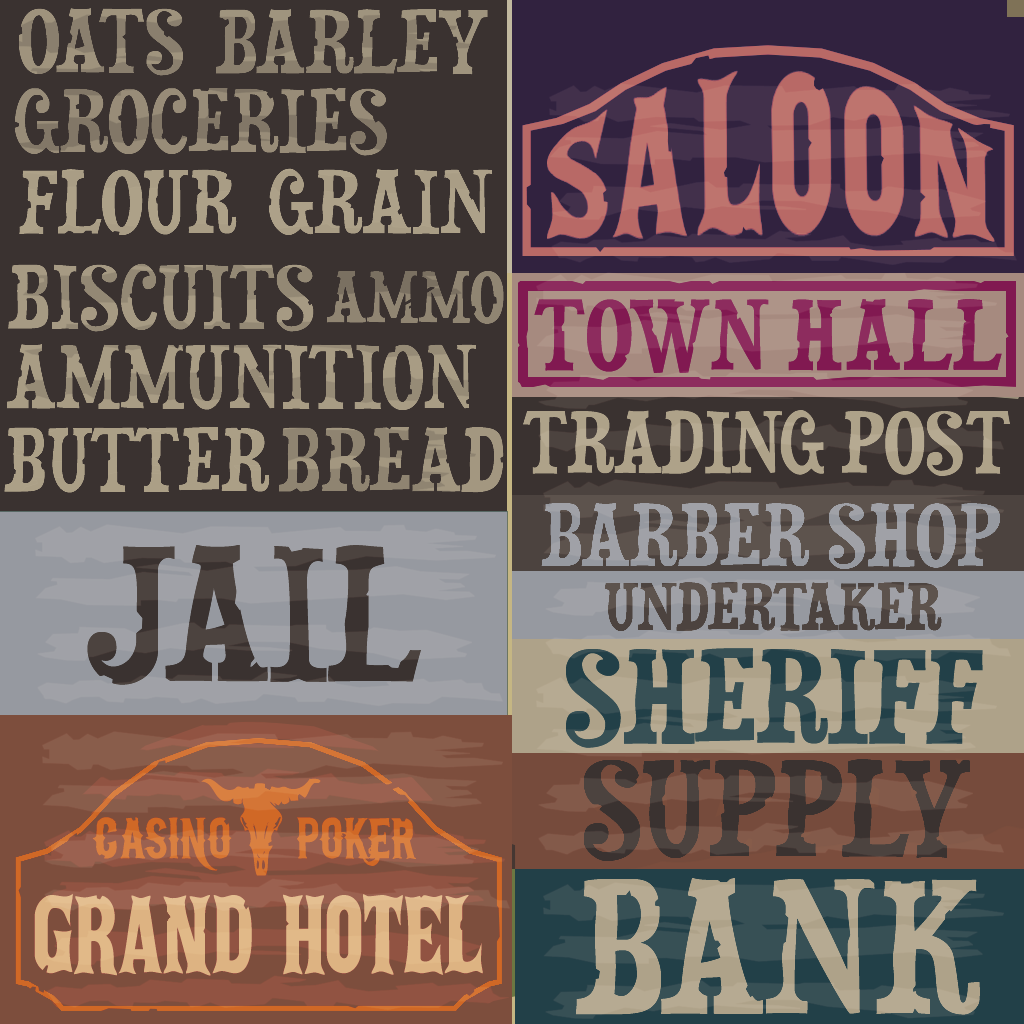 OATS BARLEY
GROCERIES
FLOUR GRAIN
BISCUITS AMMO
AMMUNITION
BUTTER BREAD
JAIL
CASINO POKER
GRAND HOTEL
SALOON
TOWN HALL
TRADING POST
BARBER SHOP
UNDERTAKER
SHERIFF
SUPPLY
BANK